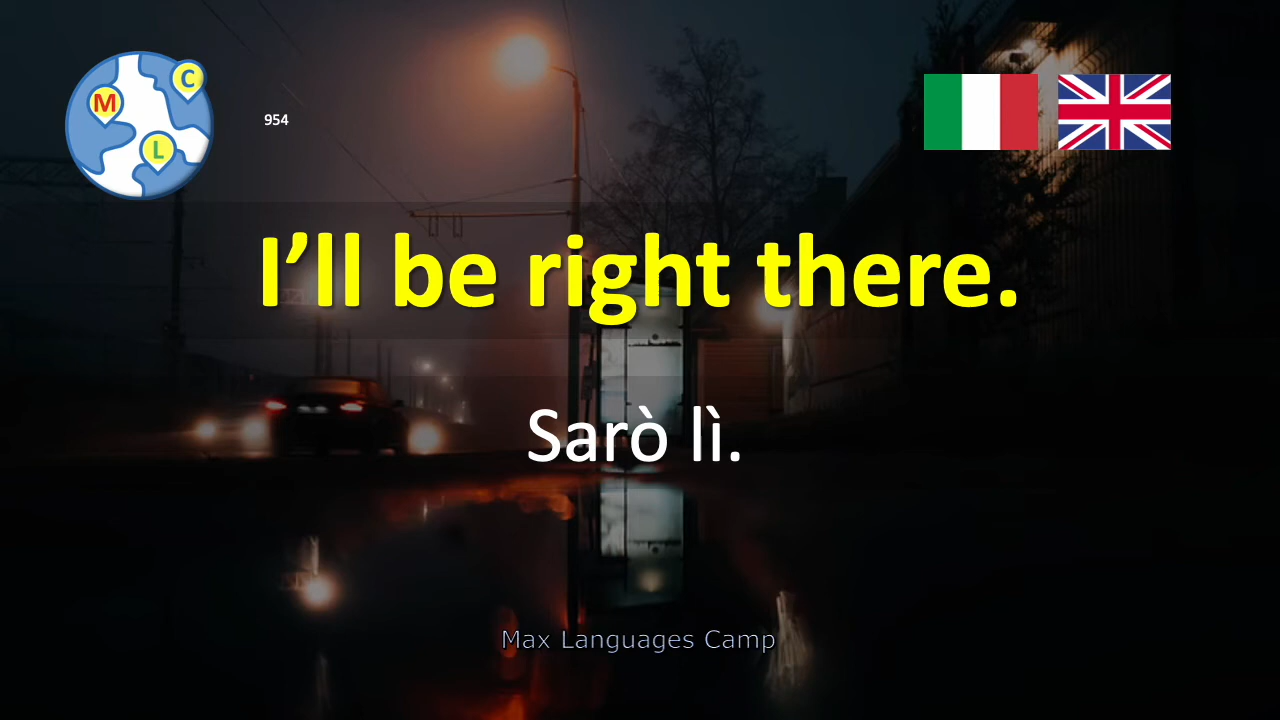 C
M
L
954
I’ll be right there.
Sarò lì.
Max Languages Camp